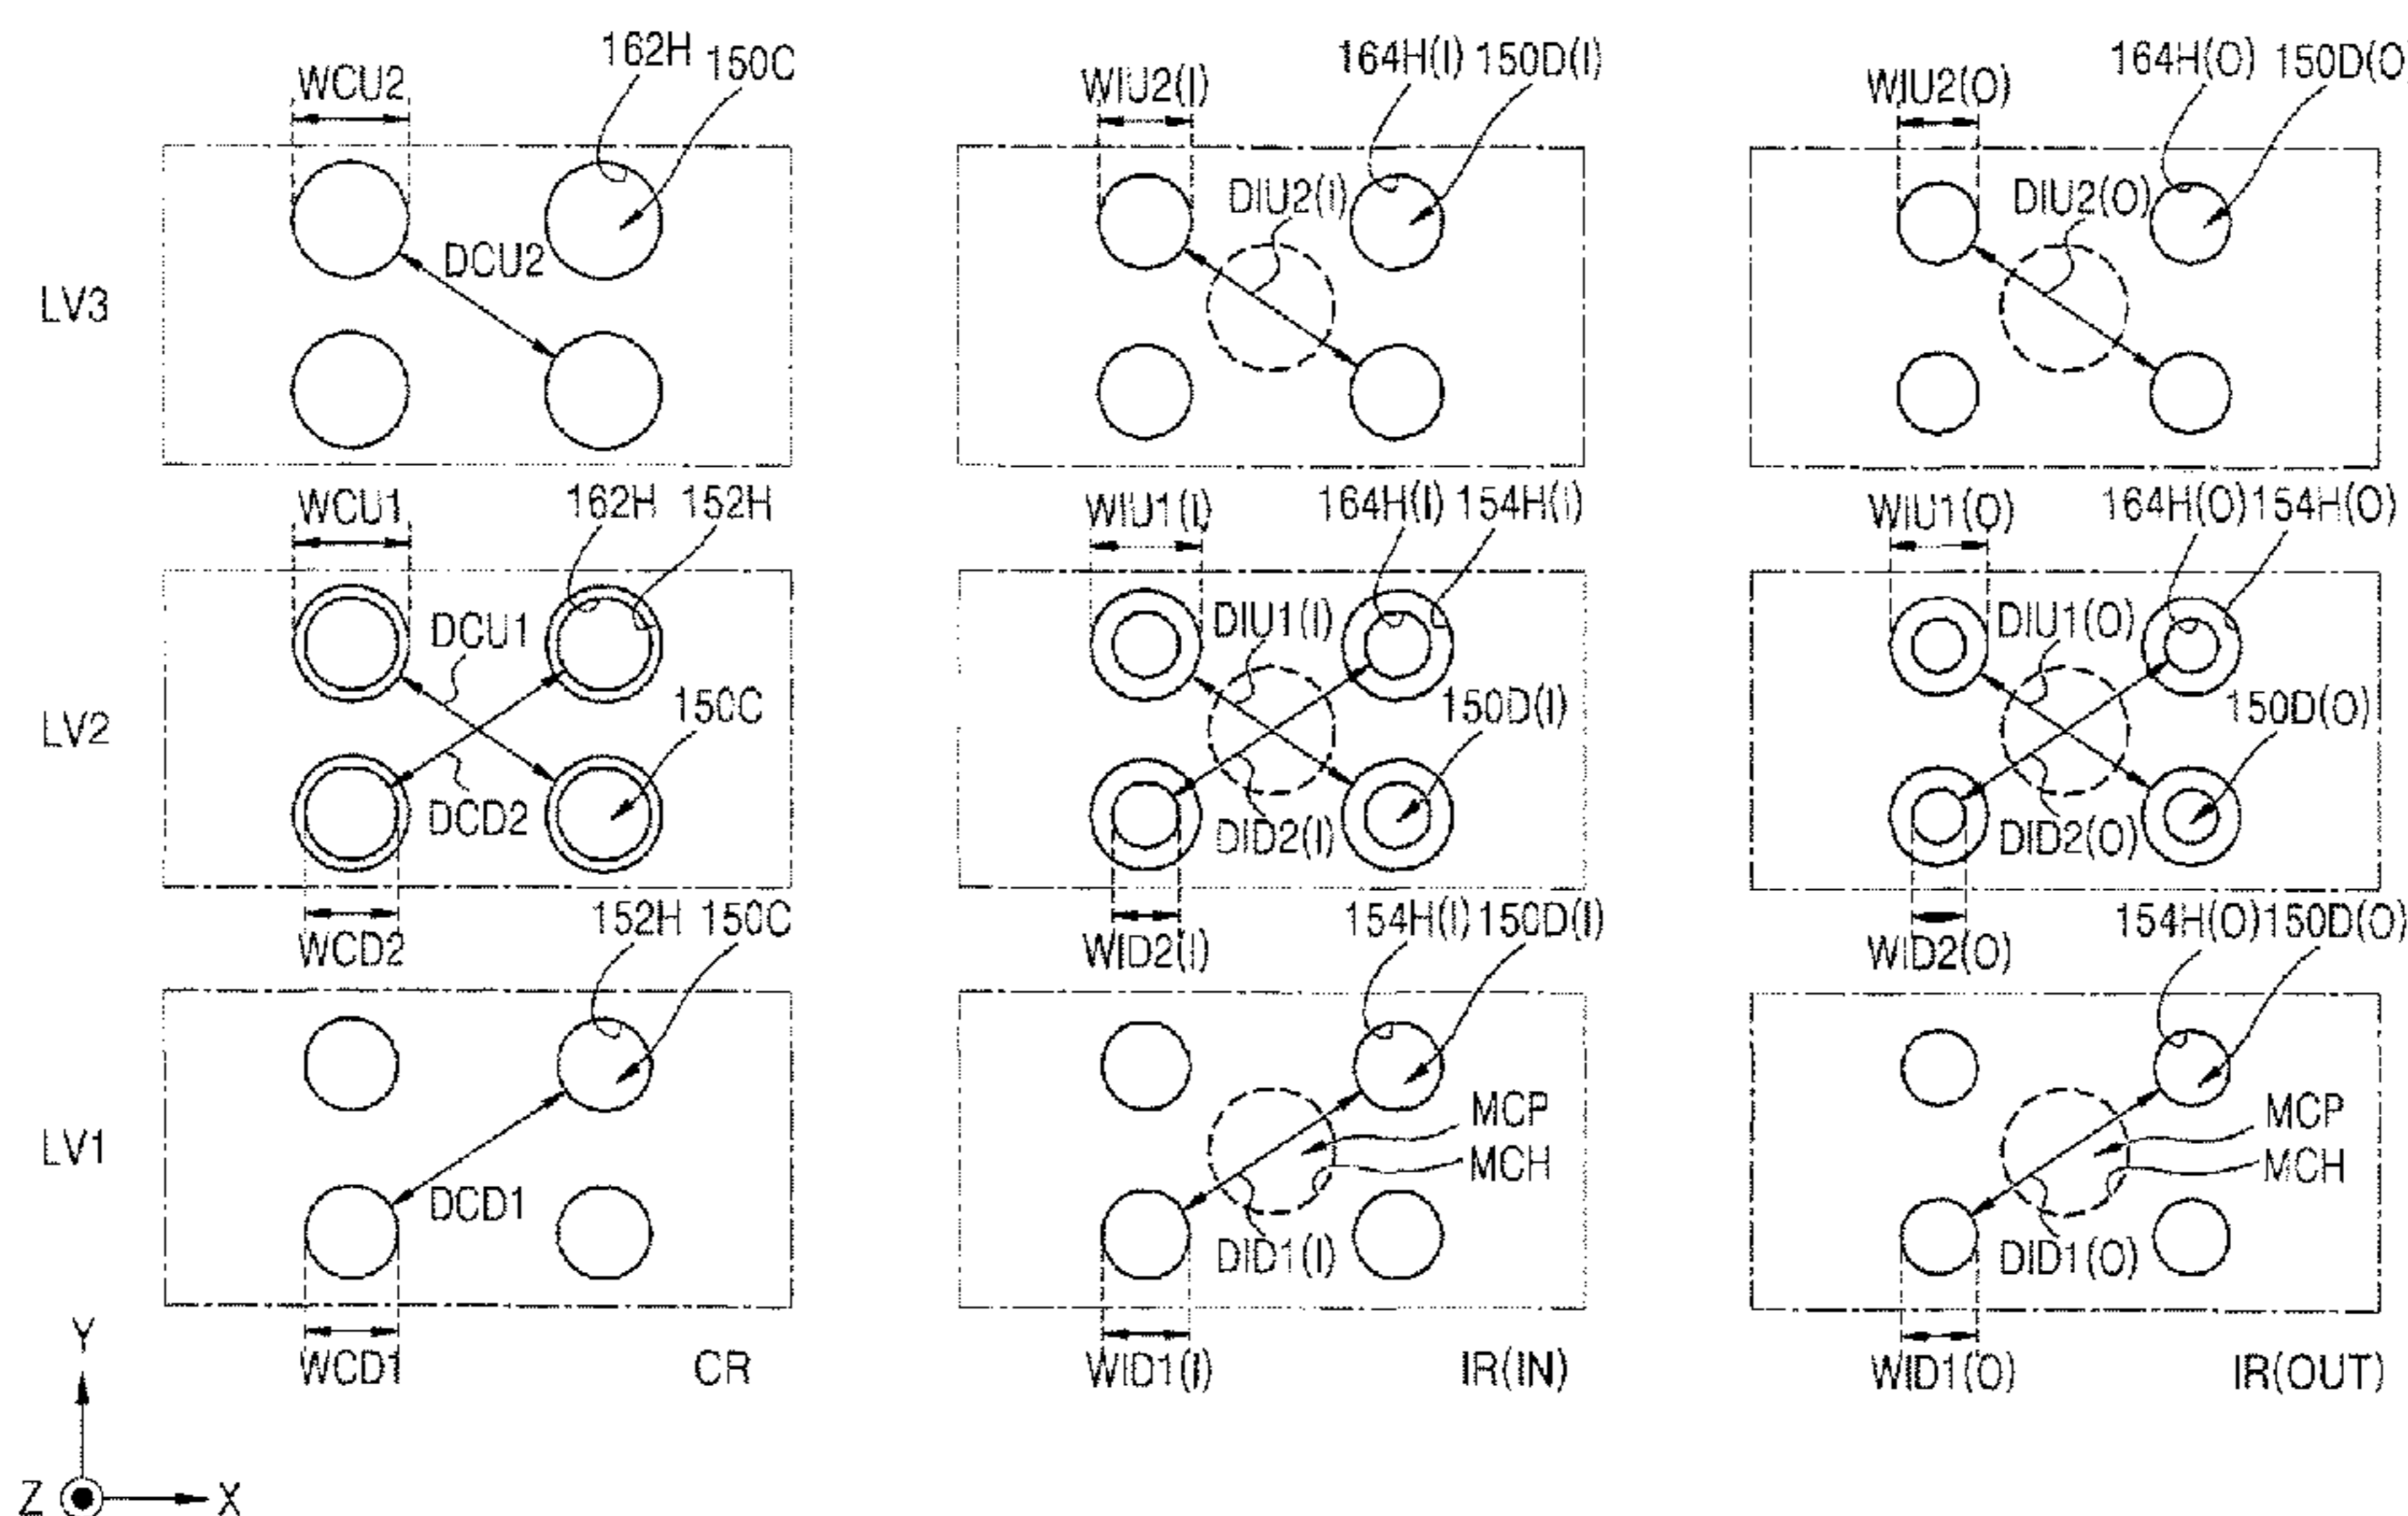 162H 150C 164H(I) 150D(I) 164H(O) 150D(O)
WCU2 WIU2(I) WIU2(O)
DCU2 DIU2(I) DIU2(O)
LV3
WCU1 162H 152H WIU1(I) 164H(I) 154H(I) WIU1(O) 164H(O) 154H(O)
DCU1 DIU1(I) DIU1(O)
LV2 150C 150D(I) 150D(O)
DCD2 DID2(I) DID2(O)
152H 150C 154H(I) 150D(I) 154H(O) 150D(O)
WCD2 WID2(I) WID2(O)
MCP MCP
LV1 MCH MCH
DCD1 DID1(I) DID1(O)
WCD1 CR WID1(I) IR(IN) WID1(O) IR(OUT)
Y
Z X